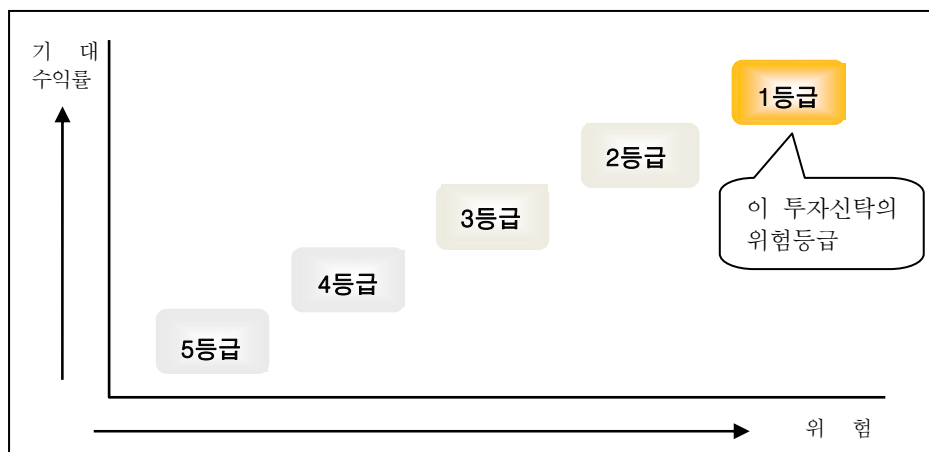 기 대
수익률
1등급
2등급
이 투자신탁의
위험등급
3등급
4등급
5등급
위 험